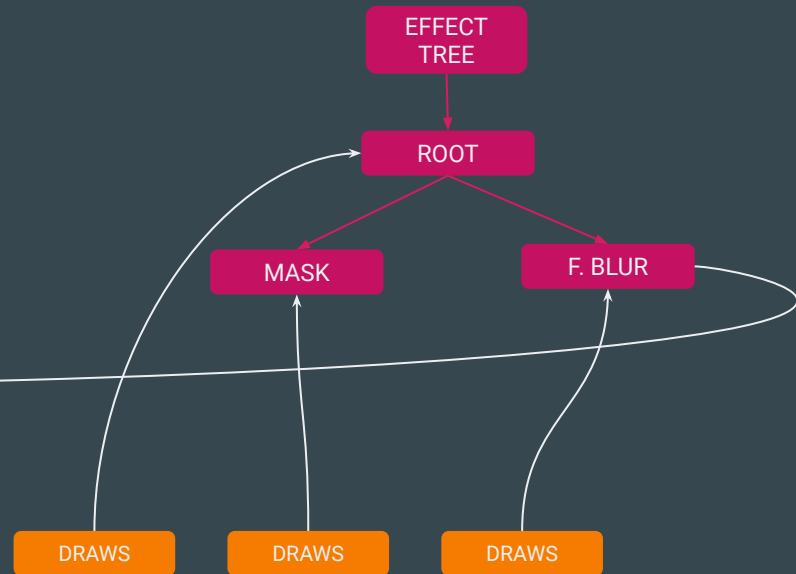 EFFECT
TREE
ROOT
MASK
F. BLUR
DRAWS
DRAWS
DRAWS